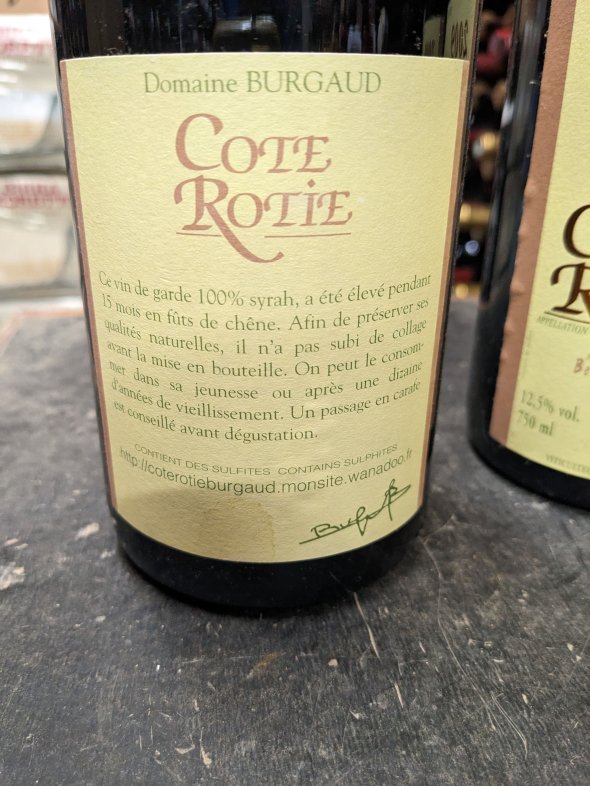 Domaine BURGAUD
COTE
ROTIE
Ce vin de garde 100% syrah, a été élevé pendant
15 mois en fûts de chêne. Afin de préserver ses
qualités naturelles, il n'a pas subi de collage
avant la mise en bouteille. On peut le consom-
mer dans sa jeunesse ou après une dizaine
d'années de vieillissement. Un passage en carafe
est conseillé avant dégustation.
CONTIENT DES SULFITES CONTAINS SULPHITES
http://coterotieburgaud.monsite.wanadoo.fr
APPELLATION
12,5% vol.
750 ml